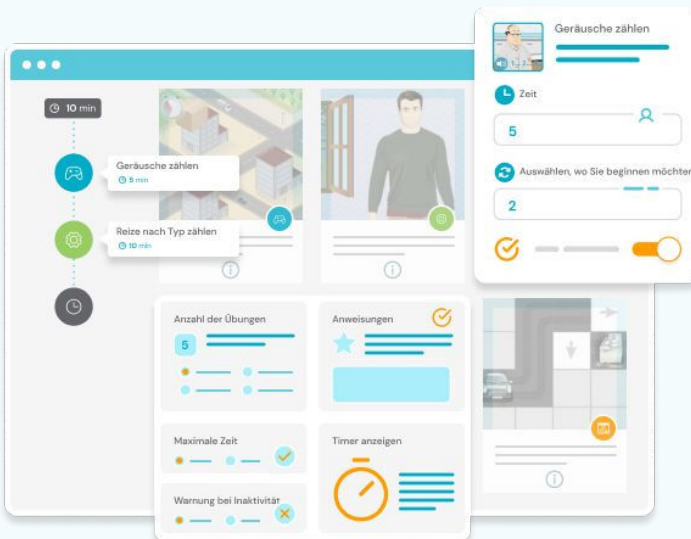 Geräusche zählen
Zeit
5
Auswählen, wo Sie beginnen möchten
2
10 min
Geräusche zählen
5 min
Reize nach Typ zählen
10 min
Anzahl der Übungen
5
Anweisungen
Maximale Zeit
Timer anzeigen
Warnung bei Inaktivität